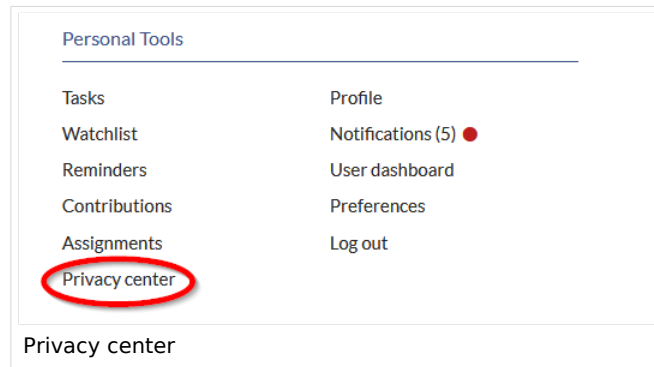 Personal Tools
Tasks
Watchlist
Reminders
Contributions
Assignments
Privacy center
Profile
Notifications (5)
User dashboard
Preferences
Log out
Privacy center